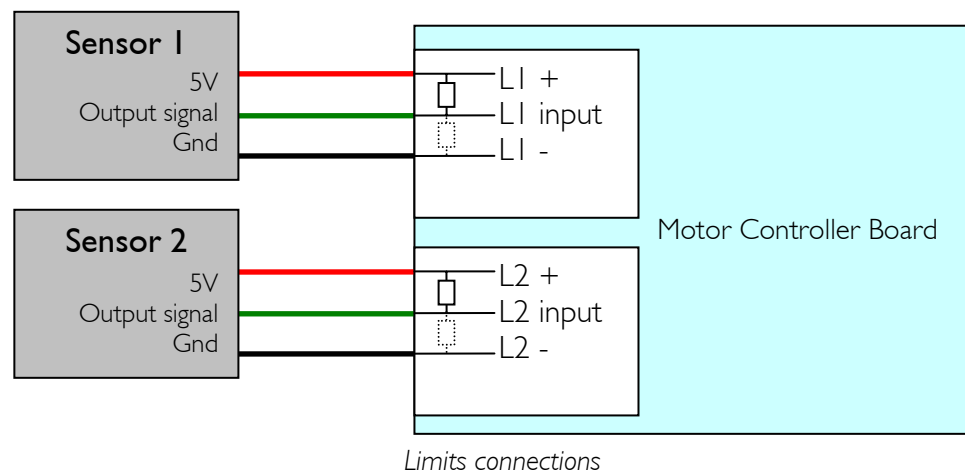 Sensor 1
5V
Output signal
Gnd
L1 +
L1 input
L1 -
Motor Controller Board
Sensor 2
5V
Output signal
Gnd
L2 +
L2 input
L2 -
Limits connections